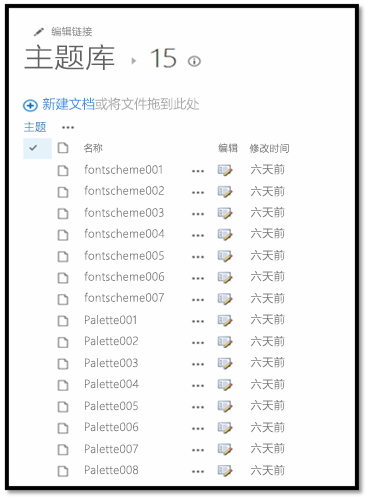 编辑链接
主题库 ▸ 15
新建文档或将文件拖到此处
主题 •••
名称 编辑 修改时间
fontscheme001 ••• 六天前
fontscheme002 ••• 六天前
fontscheme003 ••• 六天前
fontscheme004 ••• 六天前
fontscheme005 ••• 六天前
fontscheme006 ••• 六天前
fontscheme007 ••• 六天前
Palette001 ••• 六天前
Palette002 ••• 六天前
Palette003 ••• 六天前
Palette004 ••• 六天前
Palette005 ••• 六天前
Palette006 ••• 六天前
Palette007 ••• 六天前
Palette008 ••• 六天前